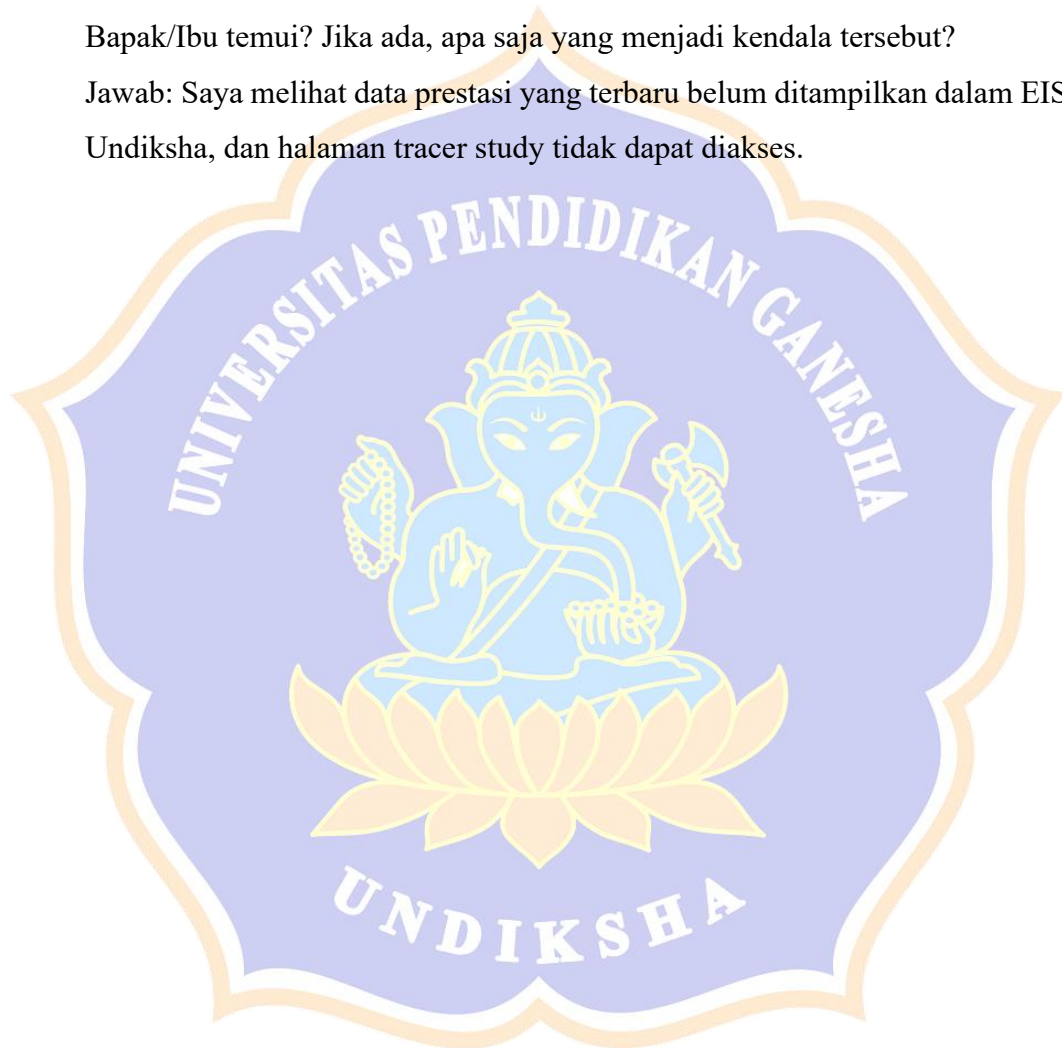 Bapak/Ibu temui? Jika ada, apa saja yang menjadi kendala tersebut?
Jawab: Saya melihat data prestasi yang terbaru belum ditampilkan dalam EIS
Undiksha, dan halaman tracer study tidak dapat diakses.
UNIVERSITAS PENDIDIKAN GANESHA
UNDIKSHA